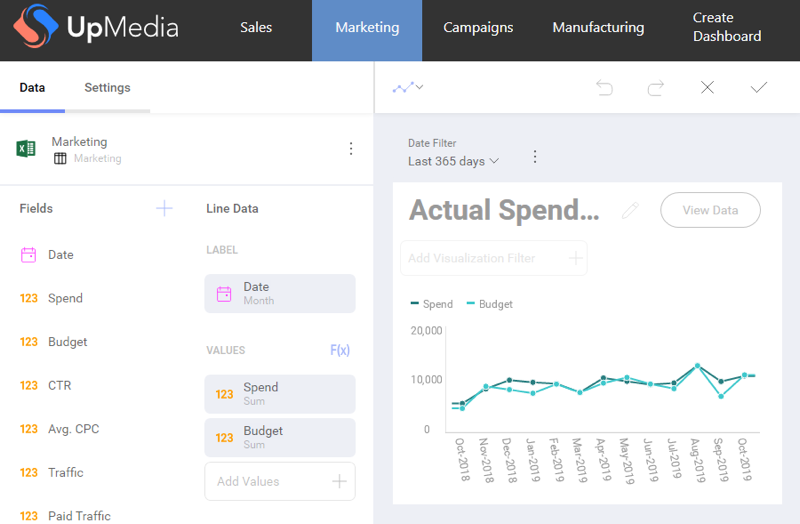 UpMedia
Sales
Marketing
Campaigns
Manufacturing
Create
Dashboard
Data
Settings
Marketing
Marketing
Fields
Line Data
Date
Spend
Budget
CTR
Avg. CPC
Traffic
Paid Traffic
123
123
123
123
123
123
LABEL
Date
Month
VALUES
F(x)
123
Spend
Sum
123
Budget
Sum
Add Values
Date Filter
Last 365 days
Actual Spend...
View Data
Add Visualization Filter
Spend
Budget
20,000
10,000
0
Oct-2018
Nov-2018
Dec-2018
Jan-2019
Feb-2019
Mar-2019
Apr-2019
May-2019
Jun-2019
Jul-2019
Aug-2019
Sep-2019
Oct-2019